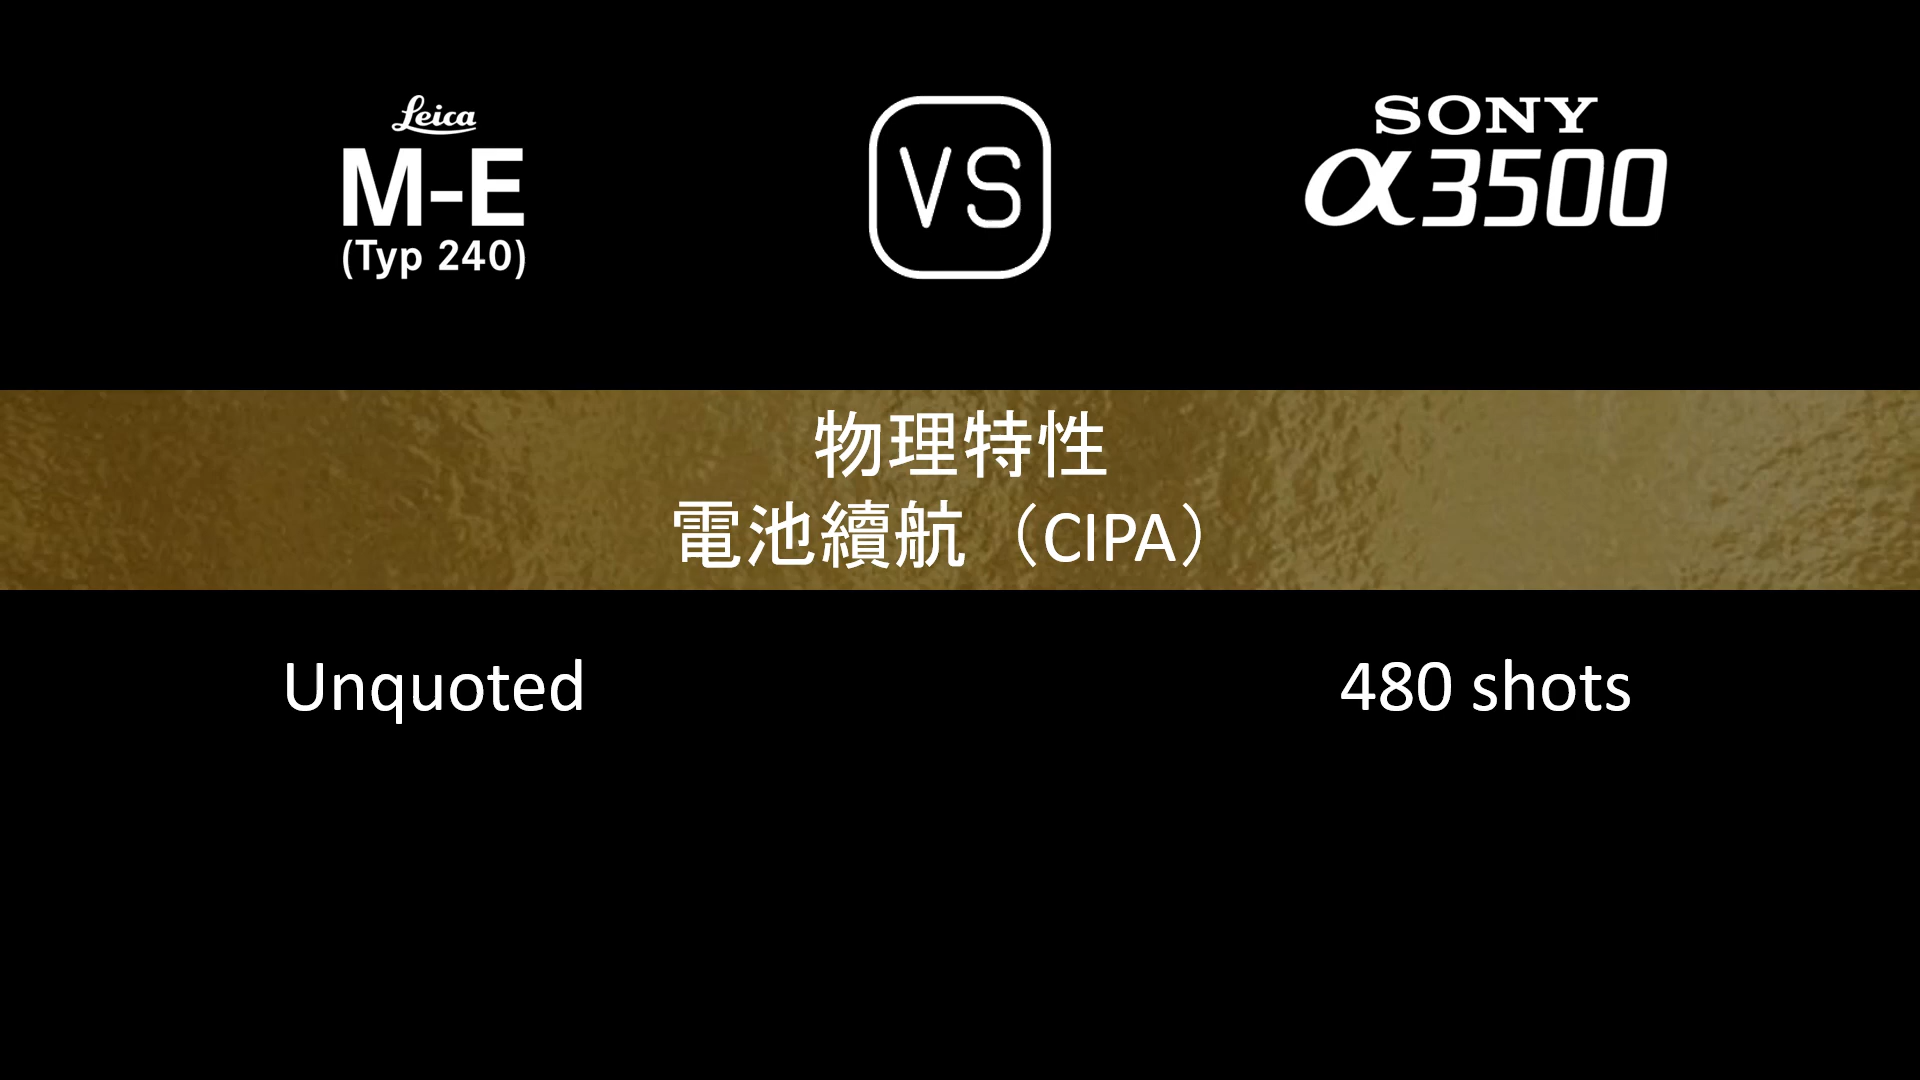 Leica
M-E
(Typ 240)
VS
SONY
α3500
物理特性
電池續航（CIPA）
Unquoted
480 shots